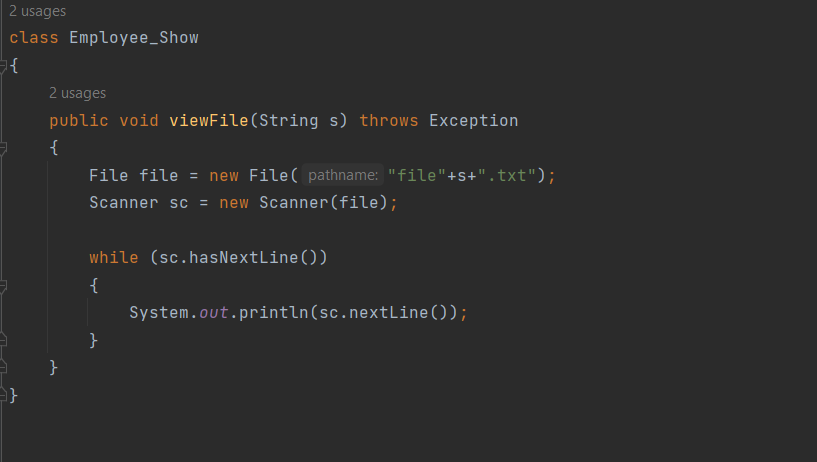 2 usages
class Employee_Show
{
2 usages
public void viewFile(String s) throws Exception
{
File file = new File( pathname: "file"+s+".txt");
Scanner sc = new Scanner(file);
while (sc.hasNextLine())
{
System.out.println(sc.nextLine());
}
}
}